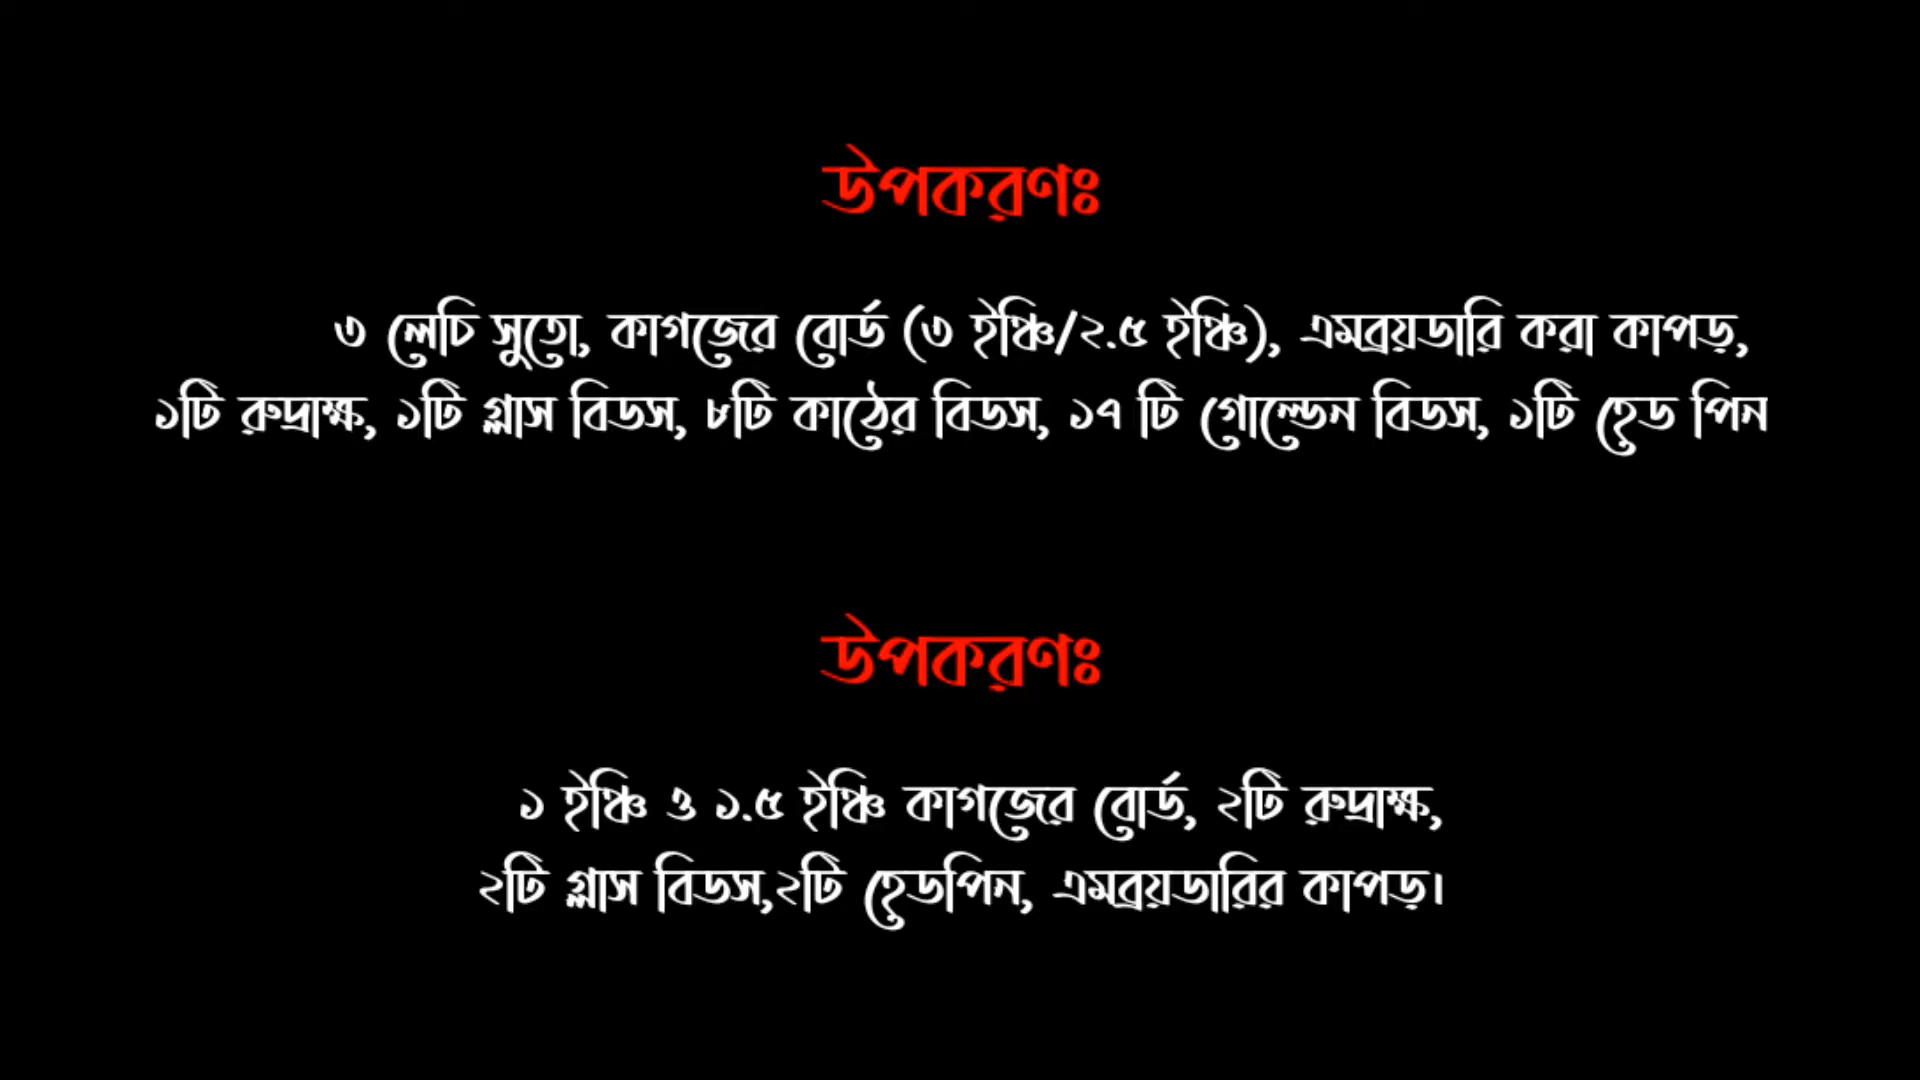 উপকরণঃ
৩ লেচি সুতো, কাগজের বোর্ড (৩ ইঞ্চি/২.৫ ইঞ্চি), এমব্রয়ডারি করা কাপড়,
১টি রুদ্রাক্ষ, ১টি গ্লাস বিডস, ৮টি কাঠের বিডস, ১৭ টি গোল্ডেন বিডস, ১টি হেড পিন
উপকরণঃ
১ ইঞ্চি ও ১.৫ ইঞ্চি কাগজের বোর্ড, ২টি রুদ্রাক্ষ,
২টি গ্লাস বিডস,২টি হেডপিন, এমব্রয়ডারির কাপড়।